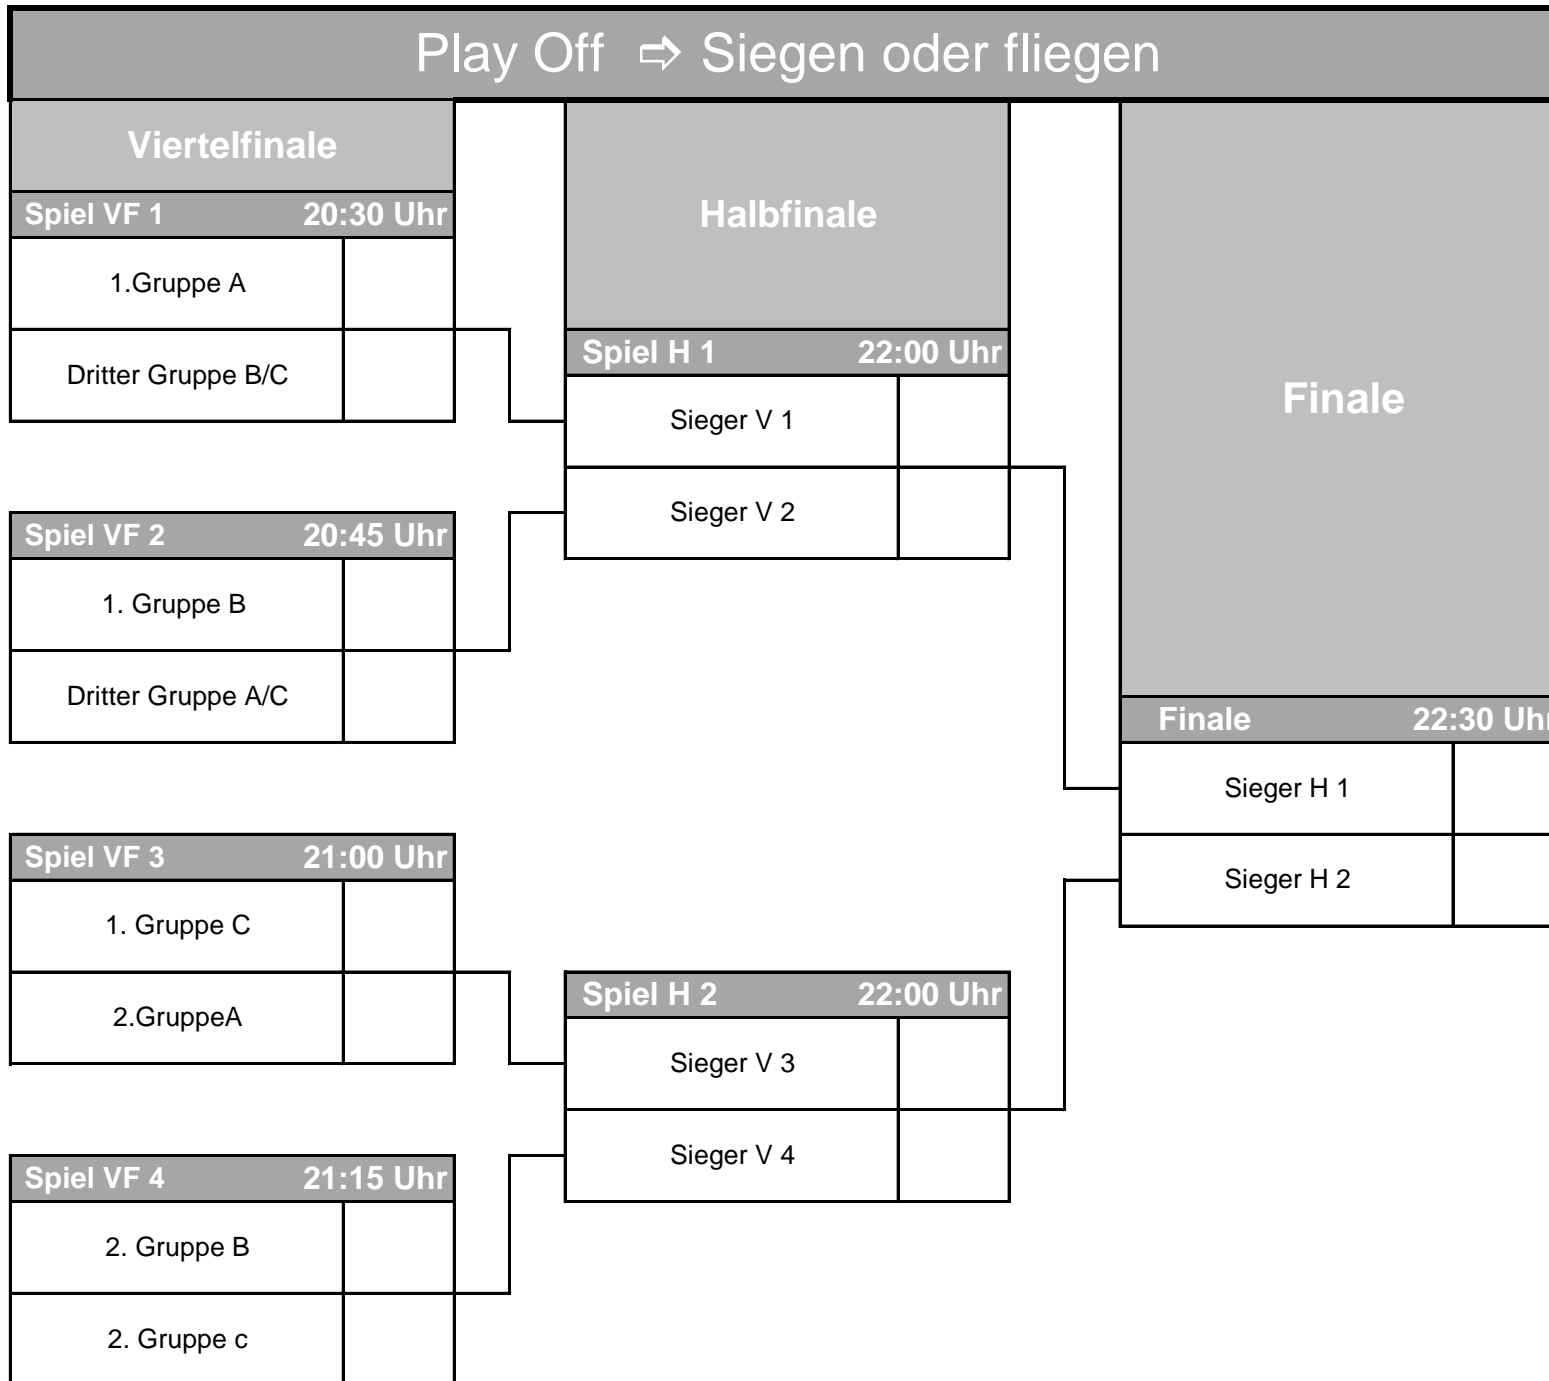 Play Off ⇨ Siegen oder fliegen
Viertelfinale
Spiel VF 1 20:30 Uhr
1.Gruppe A
Dritter Gruppe B/C
Spiel VF 2 20:45 Uhr
1. Gruppe B
Dritter Gruppe A/C
Spiel VF 3 21:00 Uhr
1. Gruppe C
2.GruppeA
Spiel VF 4 21:15 Uhr
2. Gruppe B
2. Gruppe c
Halbfinale
Spiel H 1 22:00 Uhr
Sieger V 1
Sieger V 2
Spiel H 2 22:00 Uhr
Sieger V 3
Sieger V 4
Finale
Finale 22:30 Uhr
Sieger H 1
Sieger H 2